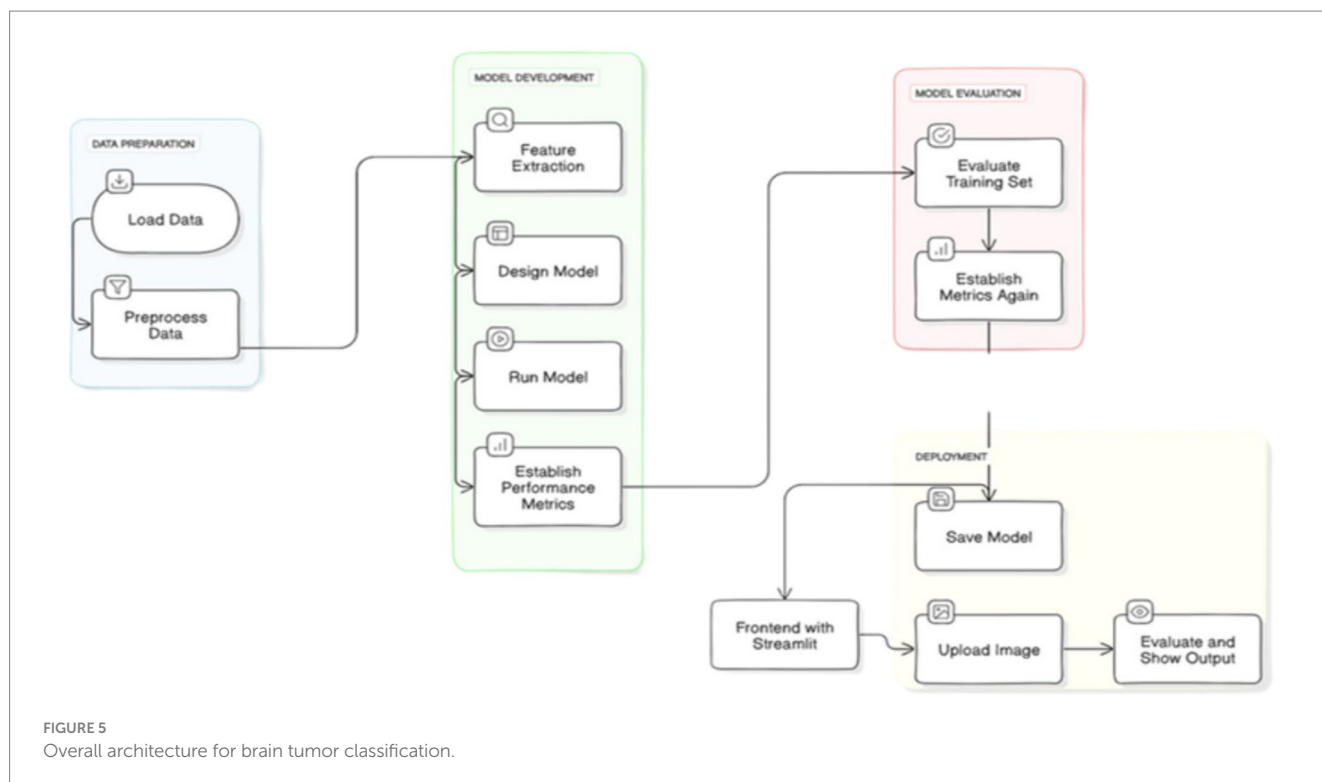 DATA PREPARATION
Load Data
Preprocess
Data
MODEL DEVELOPMENT
Feature
Extraction
Design Model
Run Model
Establish
Performance
Metrics
MODEL EVALUATION
Evaluate
Training Set
Establish
Metrics Again
DEPLOYMENT
Save Model
Frontend with
Streamlit
Upload Image
Evaluate and
Show Output
FIGURE 5
Overall architecture for brain tumor classification.